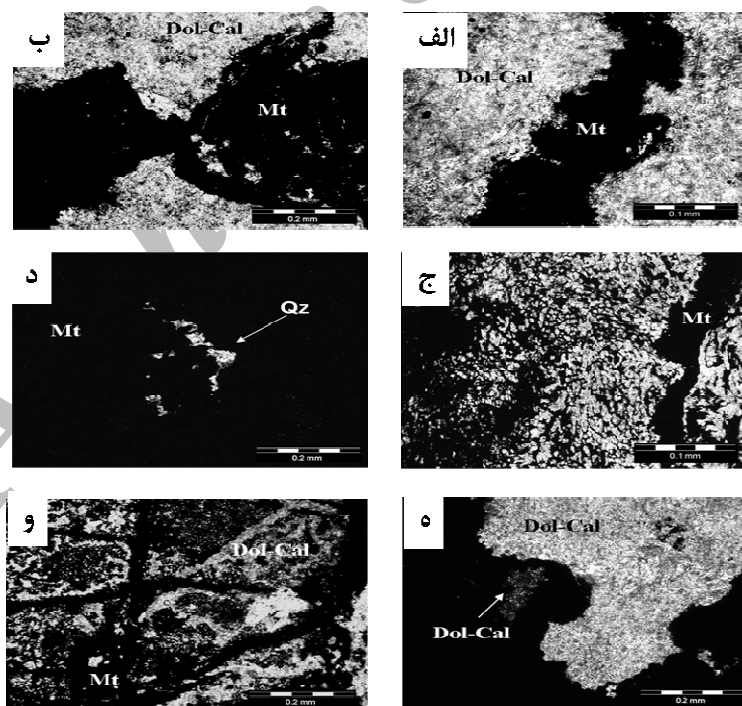 الف
Dol-Cal
Mt
0.1 mm
ب
Dol-Cal
Mt
0.2 mm
ج
Mt
0.1 mm
د
Mt
Qz
0.2 mm
ه
Dol-Cal
Dol-Cal
0.2 mm
و
Dol-Cal
Mt
0.2 mm